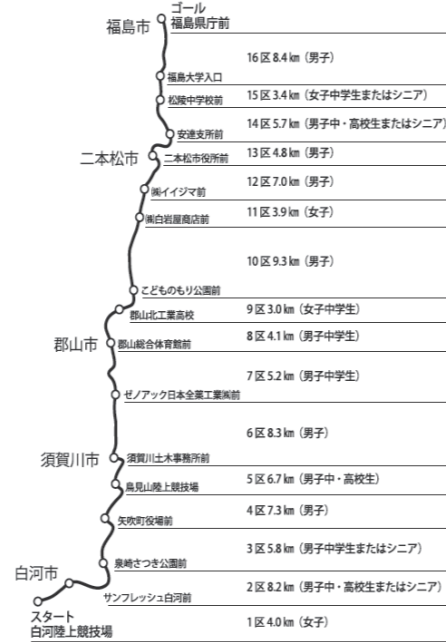 ゴール
福島市
福島県庁前
16区 8.4㎞（男子）
福島大学入口
15区 3.4㎞（女子中学生またはシニア）
松陵中学校前
14区 5.7㎞（男子中・高校生またはシニア）
安達支所前
二本松市
二本松市役所前
13区 4.8㎞（男子）
12区 7.0㎞（男子）
㈱イイジマ前
11区 3.9㎞（女子）
㈱白岩屋商店前
10区 9.3㎞（男子）
こどものもり公園前
9区 3.0㎞（女子中学生）
郡山北工業高校
8区 4.1㎞（男子中学生）
郡山市
郡山総合体育館前
7区 5.2㎞（男子中学生）
ゼノアック日本全薬工業㈱前
6区 8.3㎞（男子）
須賀川市
須賀川土木事務所前
5区 6.7㎞（男子中・高校生）
鳥見山陸上競技場
4区 7.3㎞（男子）
矢吹町役場前
3区 5.8㎞（男子中学生またはシニア）
泉崎さつき公園前
白河市
2区 8.2㎞（男子中・高校生またはシニア）
サンフレッシュ白河前
スタート
白河陸上競技場
1区 4.0㎞（女子）